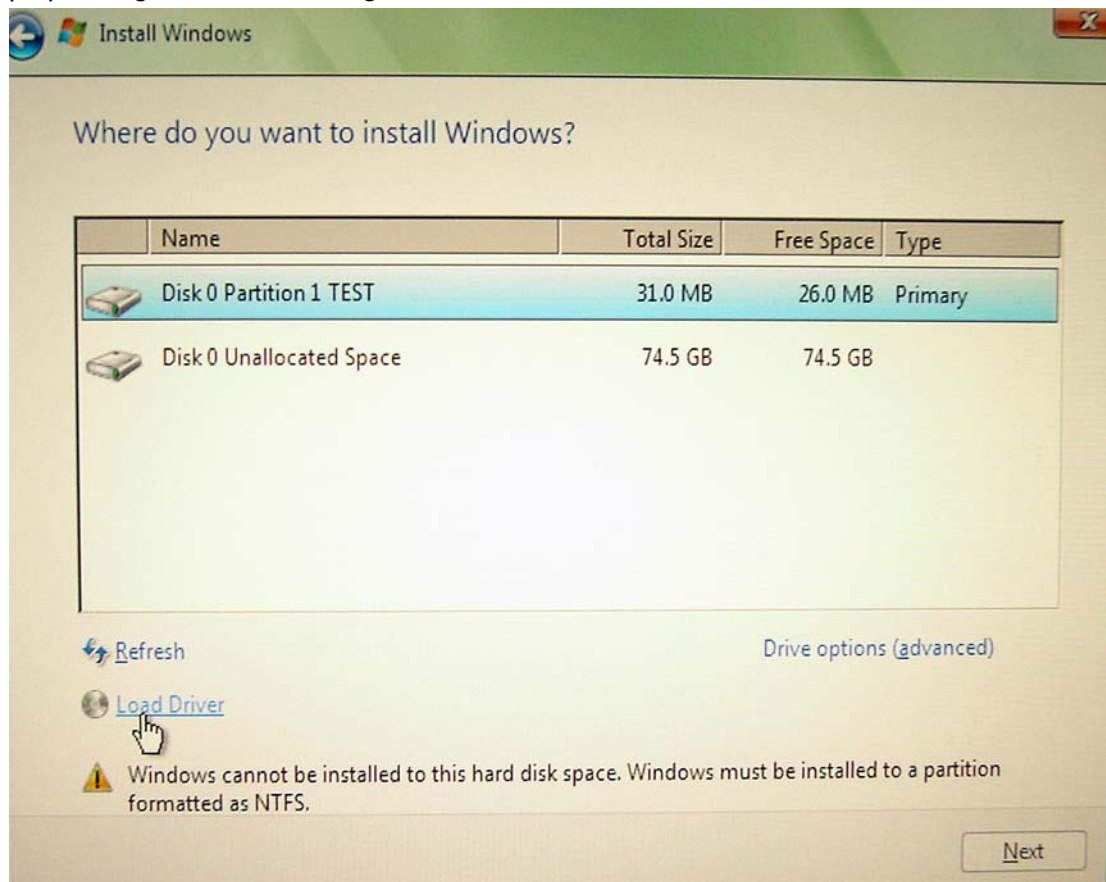 Install Windows
Where do you want to install Windows?
Name Total Size Free Space Type
Disk 0 Partition 1 TEST 31.0 MB 26.0 MB Primary
Disk 0 Unallocated Space 74.5 GB 74.5 GB
Refresh Drive options (advanced)
Load Driver
Windows cannot be installed to this hard disk space. Windows must be installed to a partition
formatted as NTFS.
Next